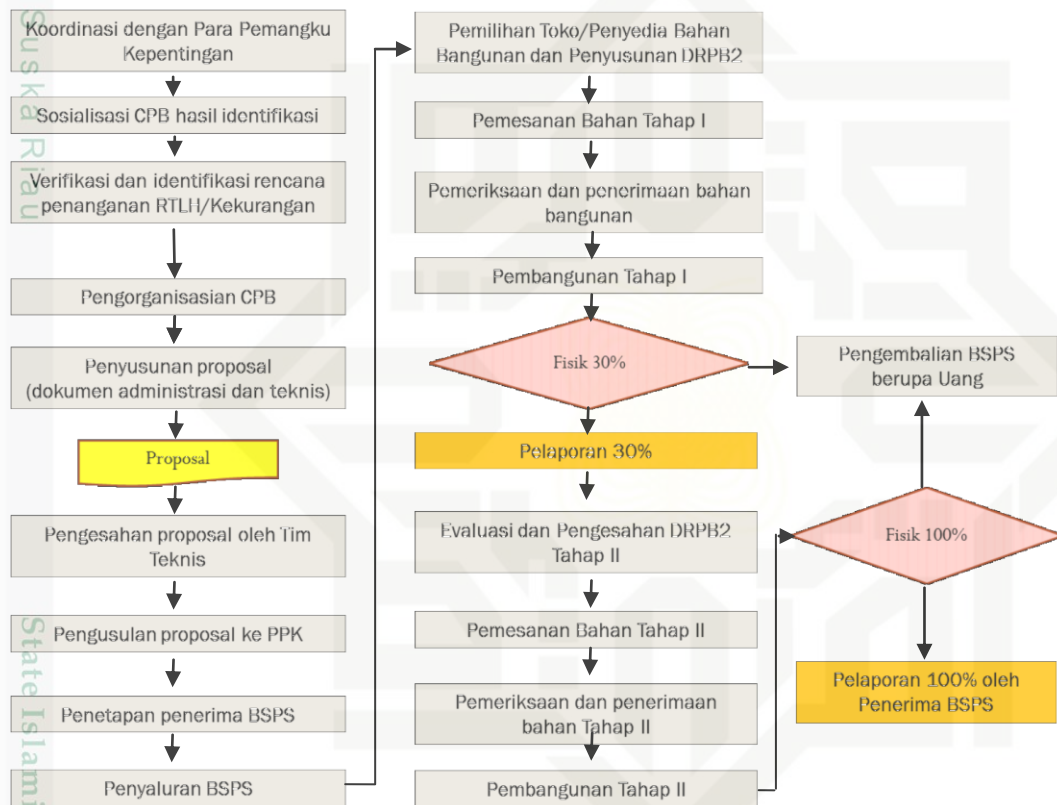 Koordinasi dengan Para Pemangku
Kepentingan
Sosialisasi CPB hasil identifikasi
Verifikasi dan identifikasi rencana
penanganan RTLH/Kekurangan
Pengorganisasian CPB
Penyusunan proposal
(dokumen administrasi dan teknis)
Proposal
Pengesahan proposal oleh Tim
Teknis
Pengusulan proposal ke PPK
Penetapan penerima BSPS
Penyaluran BSPS
Pemilihan Toko/Penyedia Bahan
Bangunan dan Penyusunan DRPB2
Pemesanan Bahan Tahap I
Pemeriksaan dan penerimaan bahan
bangunan
Pembangunan Tahap I
Fisik 30%
Pelaporan 30%
Evaluasi dan Pengesahan DRPB2
Tahap II
Pemesanan Bahan Tahap II
Pemeriksaan dan penerimaan
bahan Tahap II
Pembangunan Tahap II
Pengembalian BSPS
berupa Uang
Fisik 100%
Pelaporan 100% oleh
Penerima BSPS
Suska Riau
State Islami